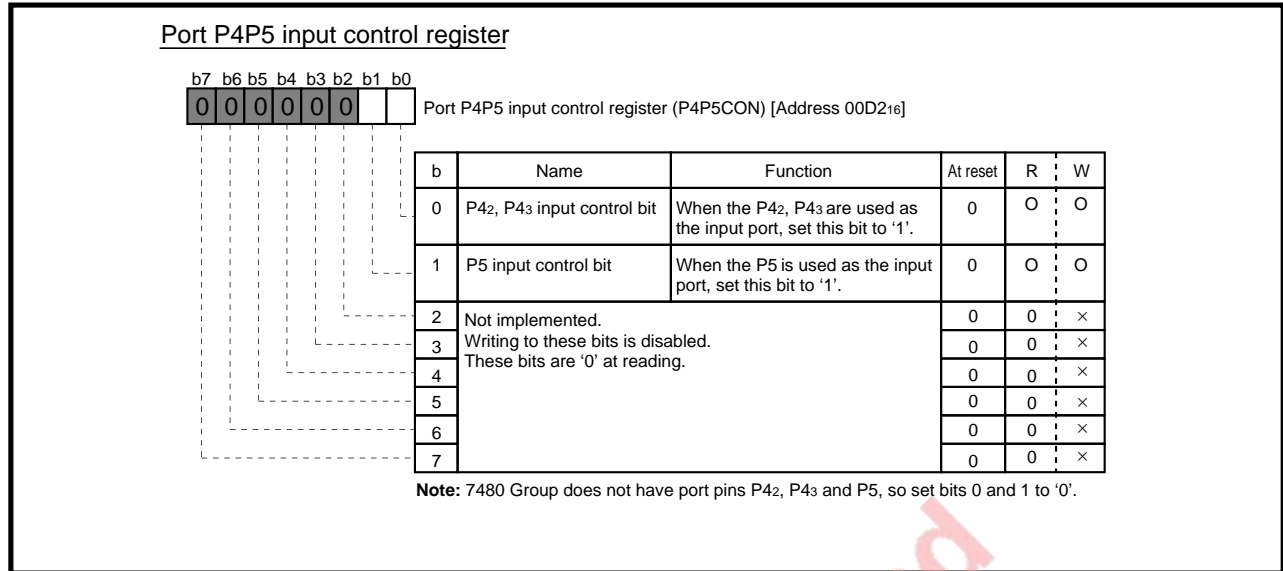 Port P4P5 input control register
b7 b6 b5 b4 b3 b2 b1 b0
0 0 0 0 0 0
Port P4P5 input control register (P4P5CON) [Address 00D2₁₆]
b Name Function At reset R W
0 P4₂, P4₃ input control bit When the P4₂, P4₃ are used as the input port, set this bit to ‘1’. 0 O O
1 P5 input control bit When the P5 is used as the input port, set this bit to ‘1’. 0 O O
2 Not implemented. 0 0 ×
3 Writing to these bits is disabled. 0 0 ×
4 These bits are ‘0’ at reading. 0 0 ×
5 0 0 ×
6 0 0 ×
7 0 0 ×
Note: 7480 Group does not have port pins P4₂, P4₃ and P5, so set bits 0 and 1 to ‘0’.